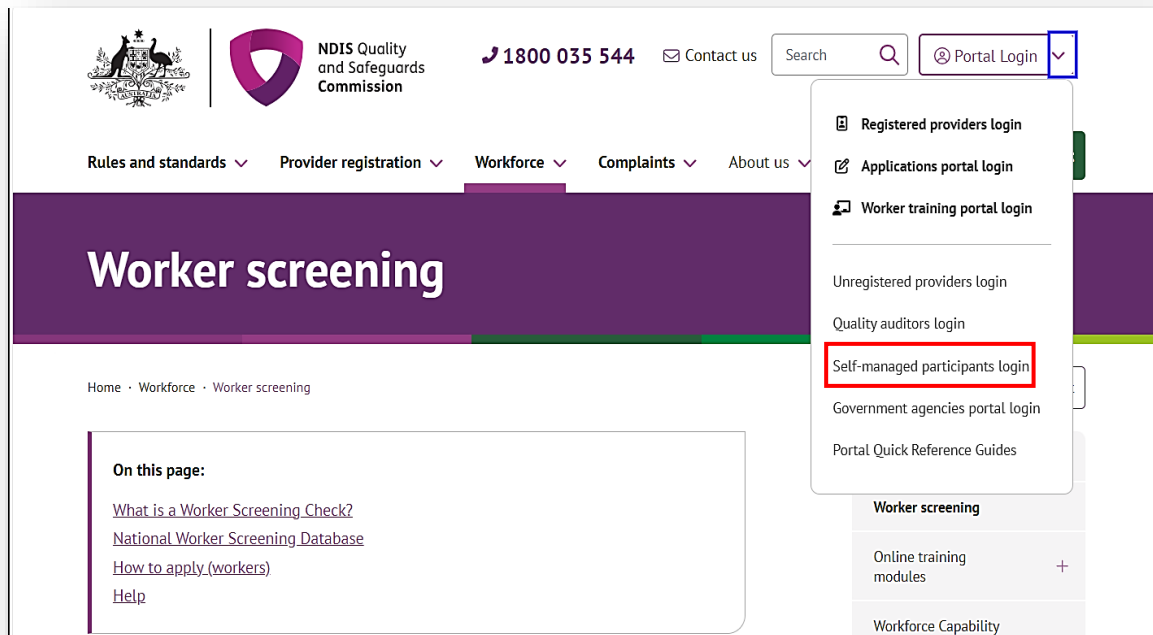 AUSTRALIA
NDIS Quality
and Safeguards
Commission
1800 035 544
Contact us
Search
Portal Login
Registered providers login
Applications portal login
Worker training portal login
Unregistered providers login
Quality auditors login
Self-managed participants login
Government agencies portal login
Portal Quick Reference Guides
Rules and standards
Provider registration
Workforce
Complaints
About us
Worker screening
Home · Workforce · Worker screening
On this page:
What is a Worker Screening Check?
National Worker Screening Database
How to apply (workers)
Help
Worker screening
Online training
modules
Workforce Capability